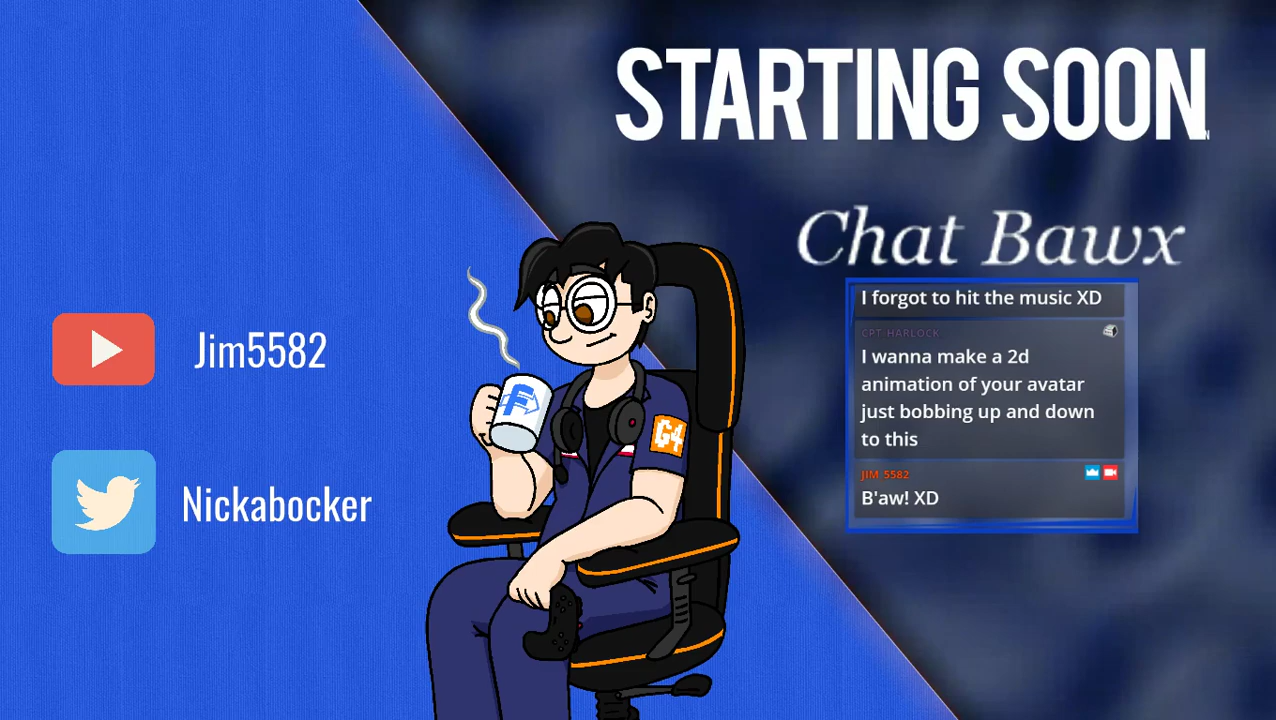 STARTING SOON
Chat Bawx
I forgot to hit the music XD
CPT HARLOCK
I wanna make a 2d
animation of your avatar
just bobbing up and down
to this
JIM 5582
B'aw! XD
Jim5582
Nickabocker
F
G4
N